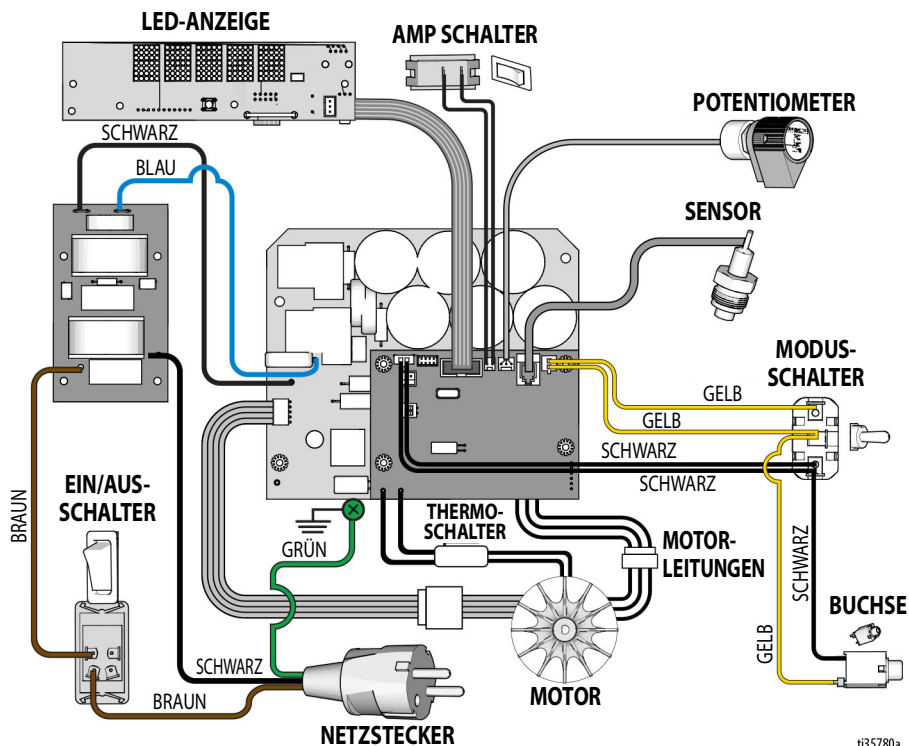 LED-ANZEIGE
AMP SCHALTER
POTENTIOMETER
SCHWARZ
BLAU
SENSOR
MODUS-
SCHALTER
GELB
GELB
SCHWARZ
SCHWARZ
EIN/AUS-
SCHALTER
BRAUN
THERMO-
SCHALTER
GRÜN
MOTOR-
LEITUNGEN
SCHWARZ
BUCHSE
GELB
SCHWARZ
BRAUN
MOTOR
NETZSTECKER
ti35780a